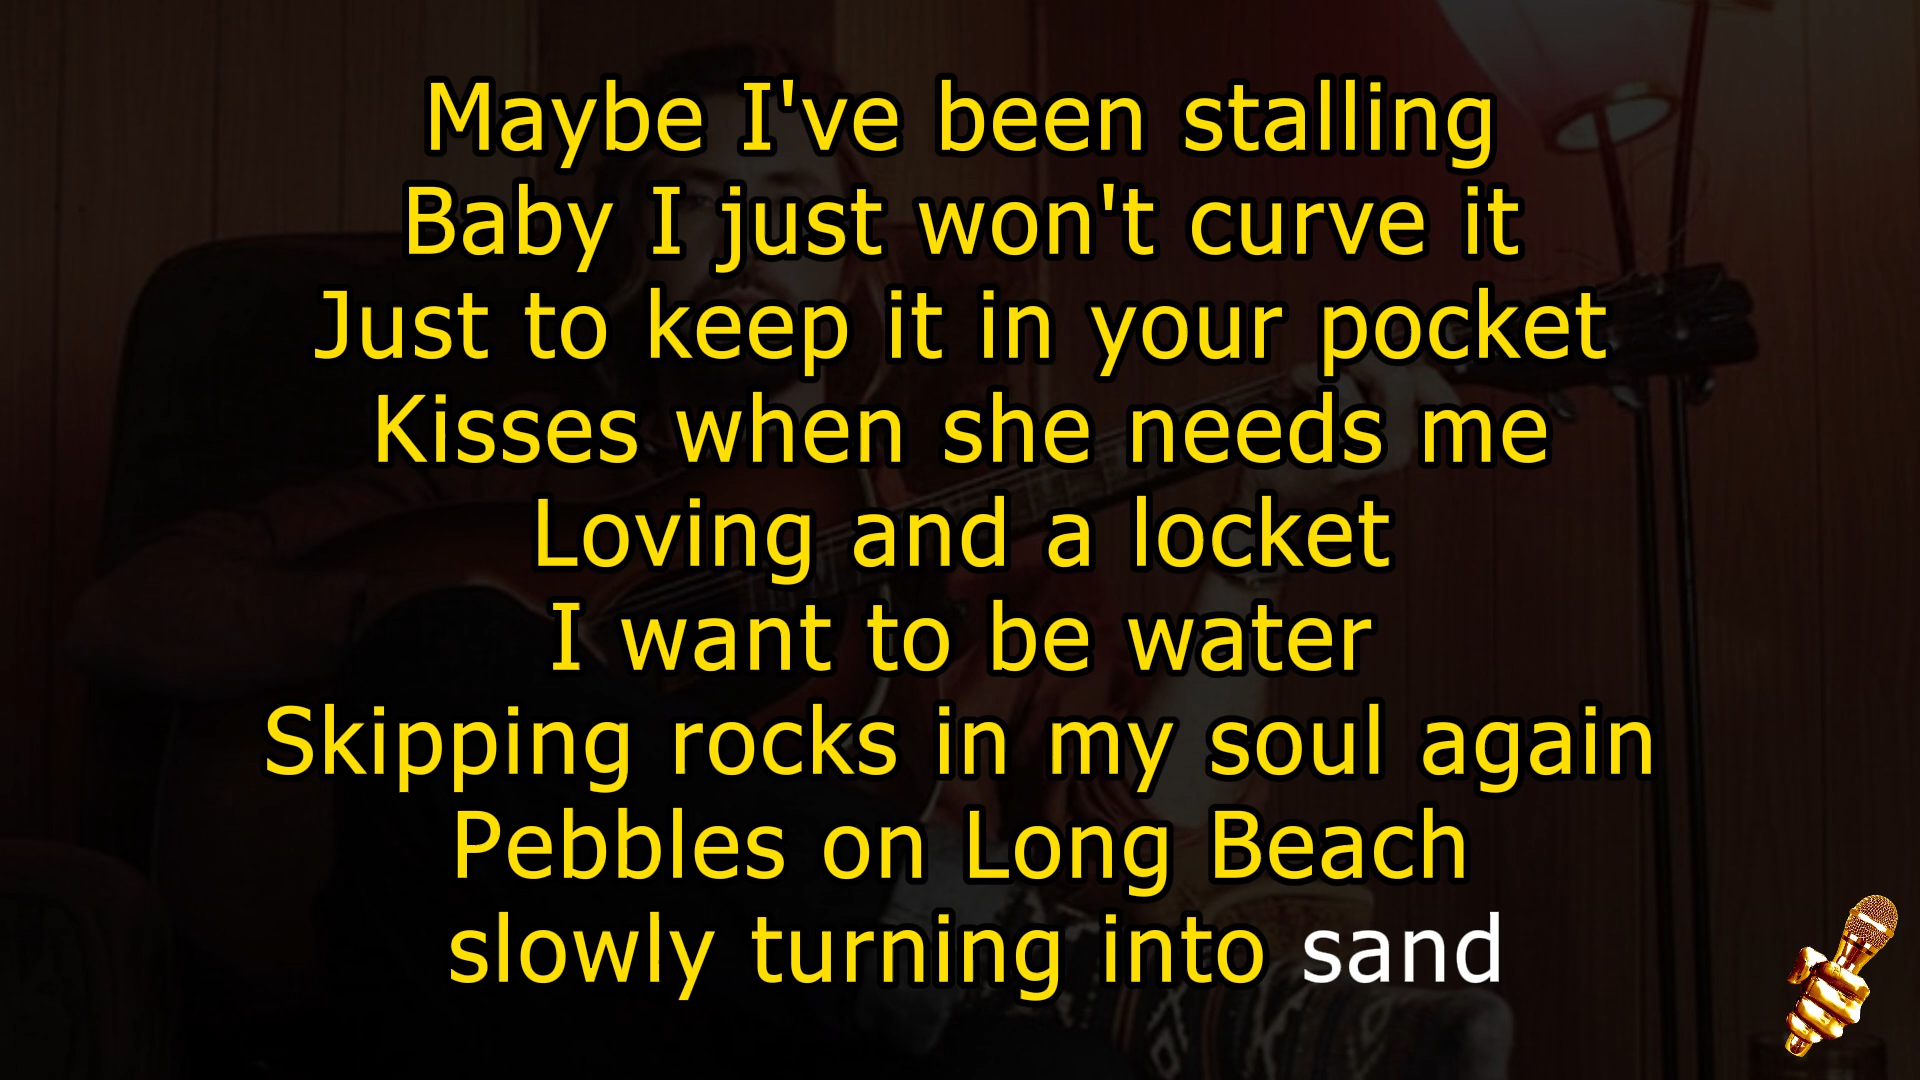 Maybe I've been stalling
Baby I just won't curve it
Just to keep it in your pocket
Kisses when she needs me
Loving and a locket
I want to be water
Skipping rocks in my soul again
Pebbles on Long Beach
slowly turning into sand